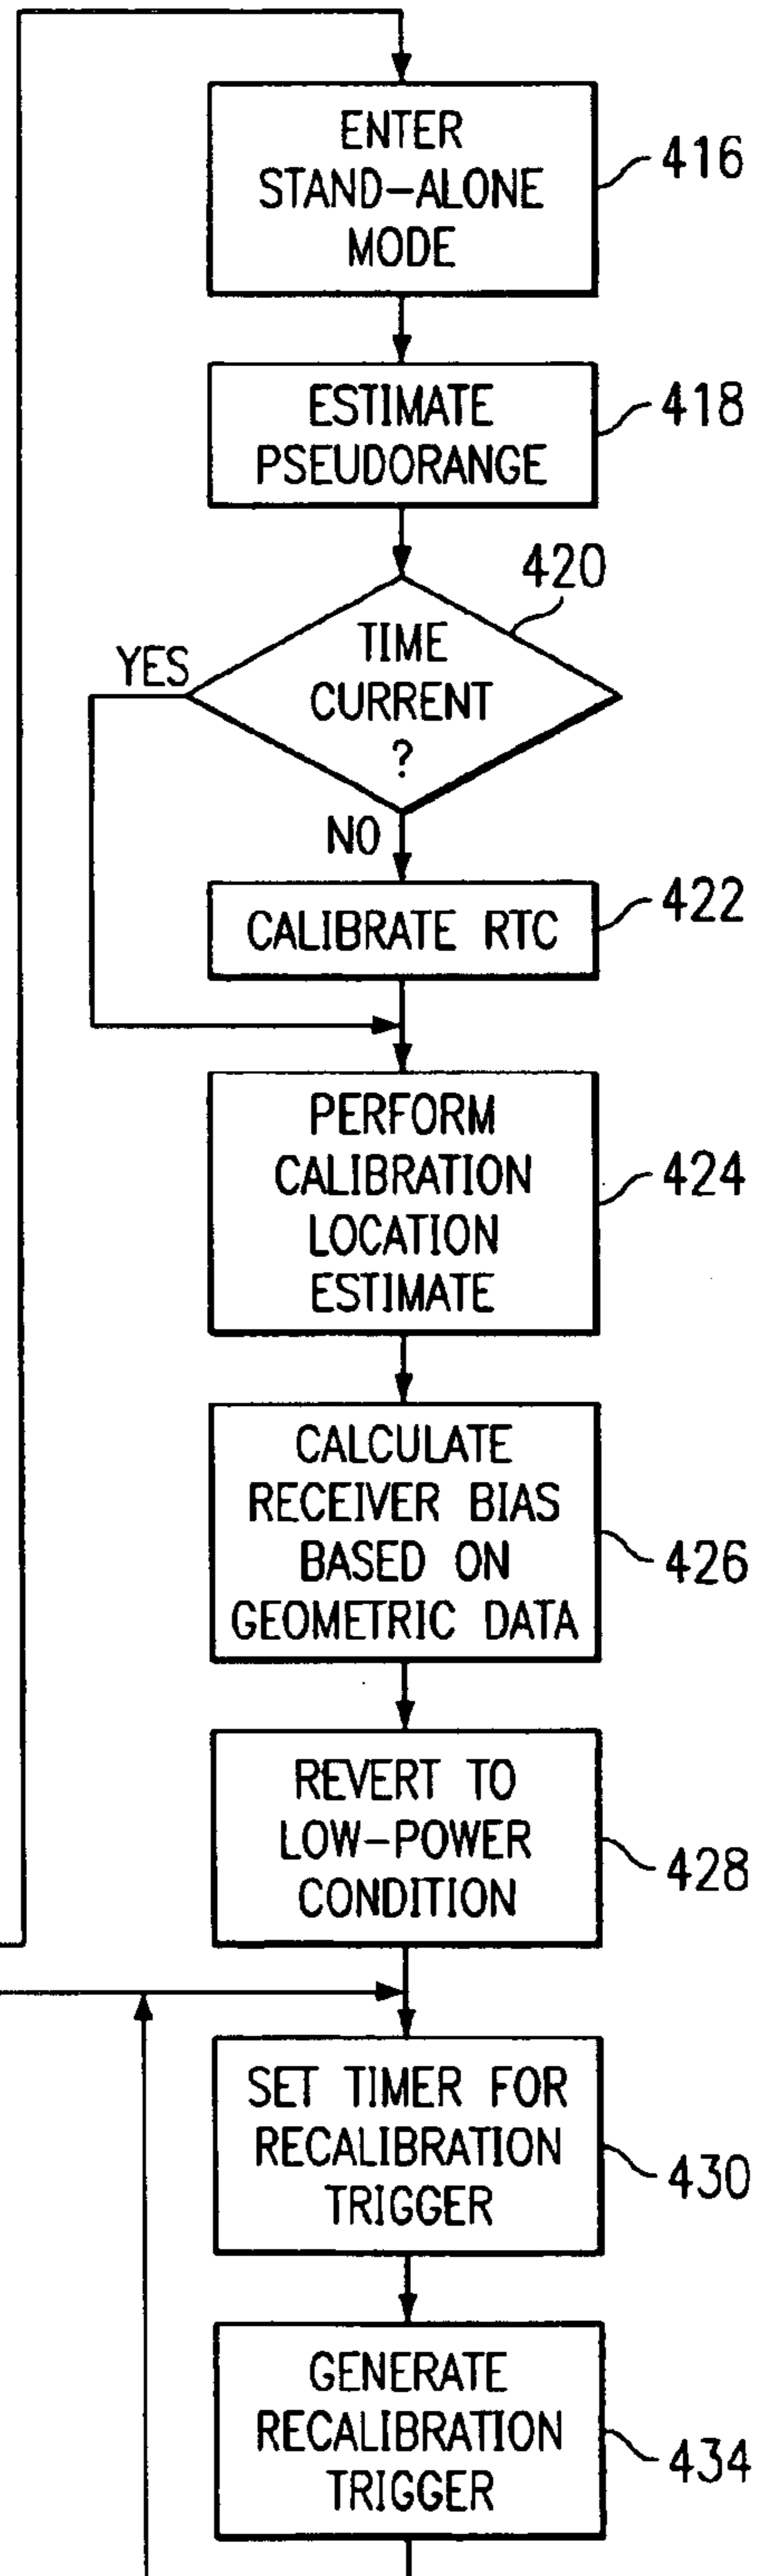 ENTER
STAND-ALONE
MODE
416
ESTIMATE
PSEUDORANGE
418
420
TIME
CURRENT
?
YES
NO
CALIBRATE RTC
422
PERFORM
CALIBRATION
LOCATION
ESTIMATE
424
CALCULATE
RECEIVER BIAS
BASED ON
GEOMETRIC DATA
426
REVERT TO
LOW-POWER
CONDITION
428
SET TIMER FOR
RECALIBRATION
TRIGGER
430
GENERATE
RECALIBRATION
TRIGGER
434